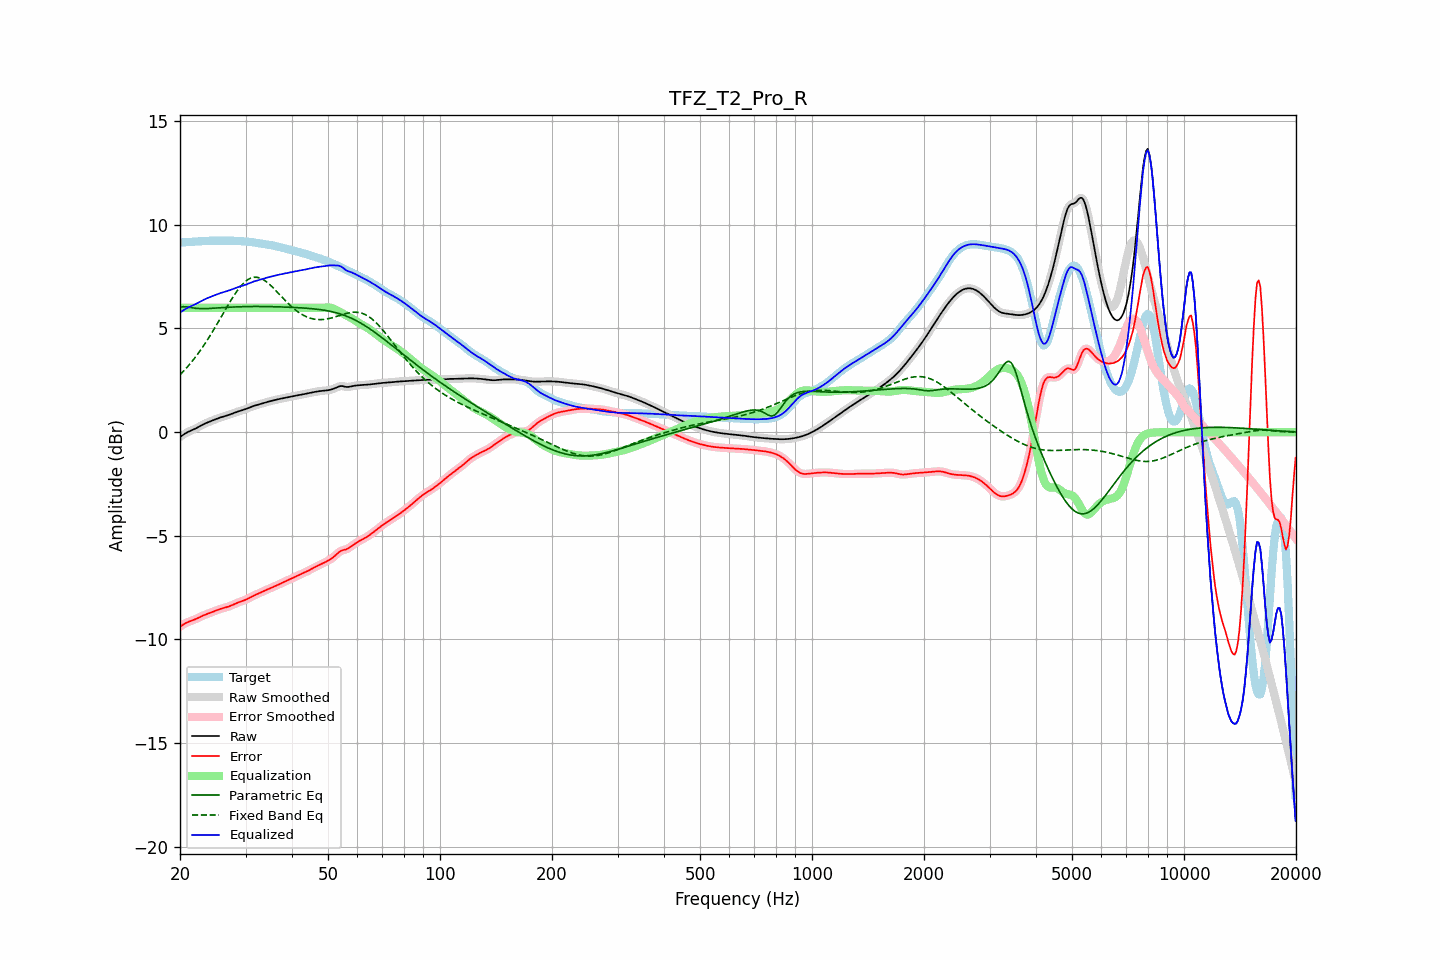 TFZ_T2_Pro_R
15
10
5
0
−5
−10
−15
−20
Amplitude (dBr)
Target
Raw Smoothed
Error Smoothed
Raw
Error
Equalization
Parametric Eq
Fixed Band Eq
Equalized
20 50 100 200 500 1000 2000 5000 10000 20000
Frequency (Hz)